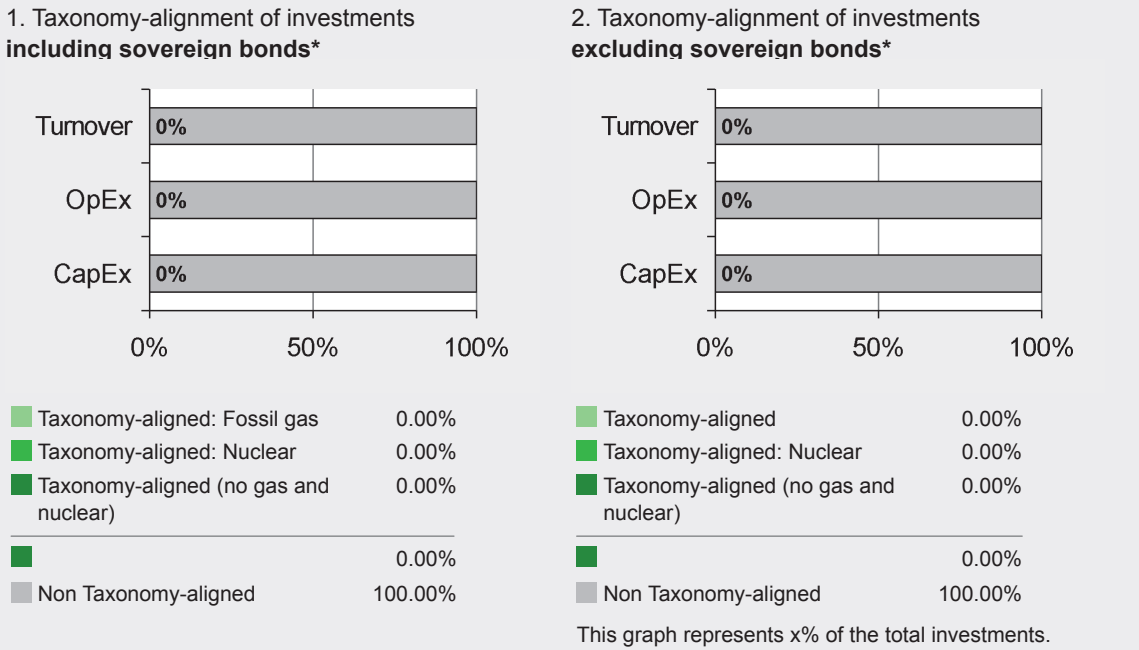 1. Taxonomy-alignment of investments
including sovereign bonds*
Turnover 0%
OpEx 0%
CapEx 0%
0% 50% 100%
Taxonomy-aligned: Fossil gas 0.00%
Taxonomy-aligned: Nuclear 0.00%
Taxonomy-aligned (no gas and 0.00%
nuclear)
0.00%
Non Taxonomy-aligned 100.00%
2. Taxonomy-alignment of investments
excluding sovereign bonds*
Turnover 0%
OpEx 0%
CapEx 0%
0% 50% 100%
Taxonomy-aligned 0.00%
Taxonomy-aligned: Nuclear 0.00%
Taxonomy-aligned (no gas and 0.00%
nuclear)
0.00%
Non Taxonomy-aligned 100.00%
This graph represents x% of the total investments.